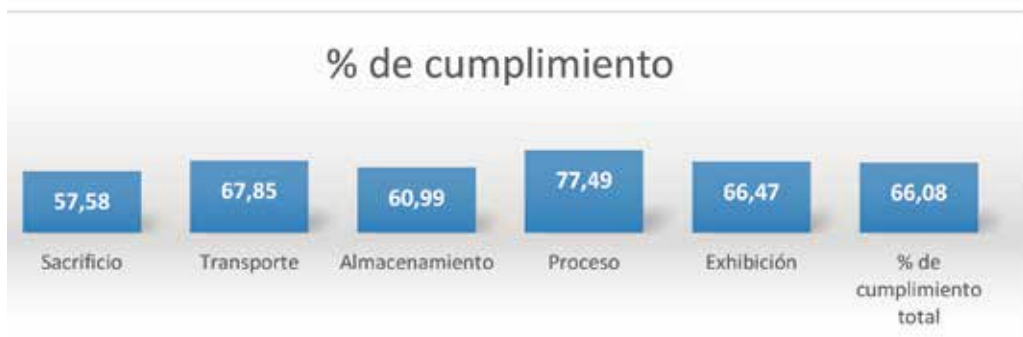 % de cumplimiento
57,58
67,85
60,99
77,49
66,47
66,08
Sacrificio
Transporte
Almacenamiento
Proceso
Exhibición
% de
cumplimiento
total